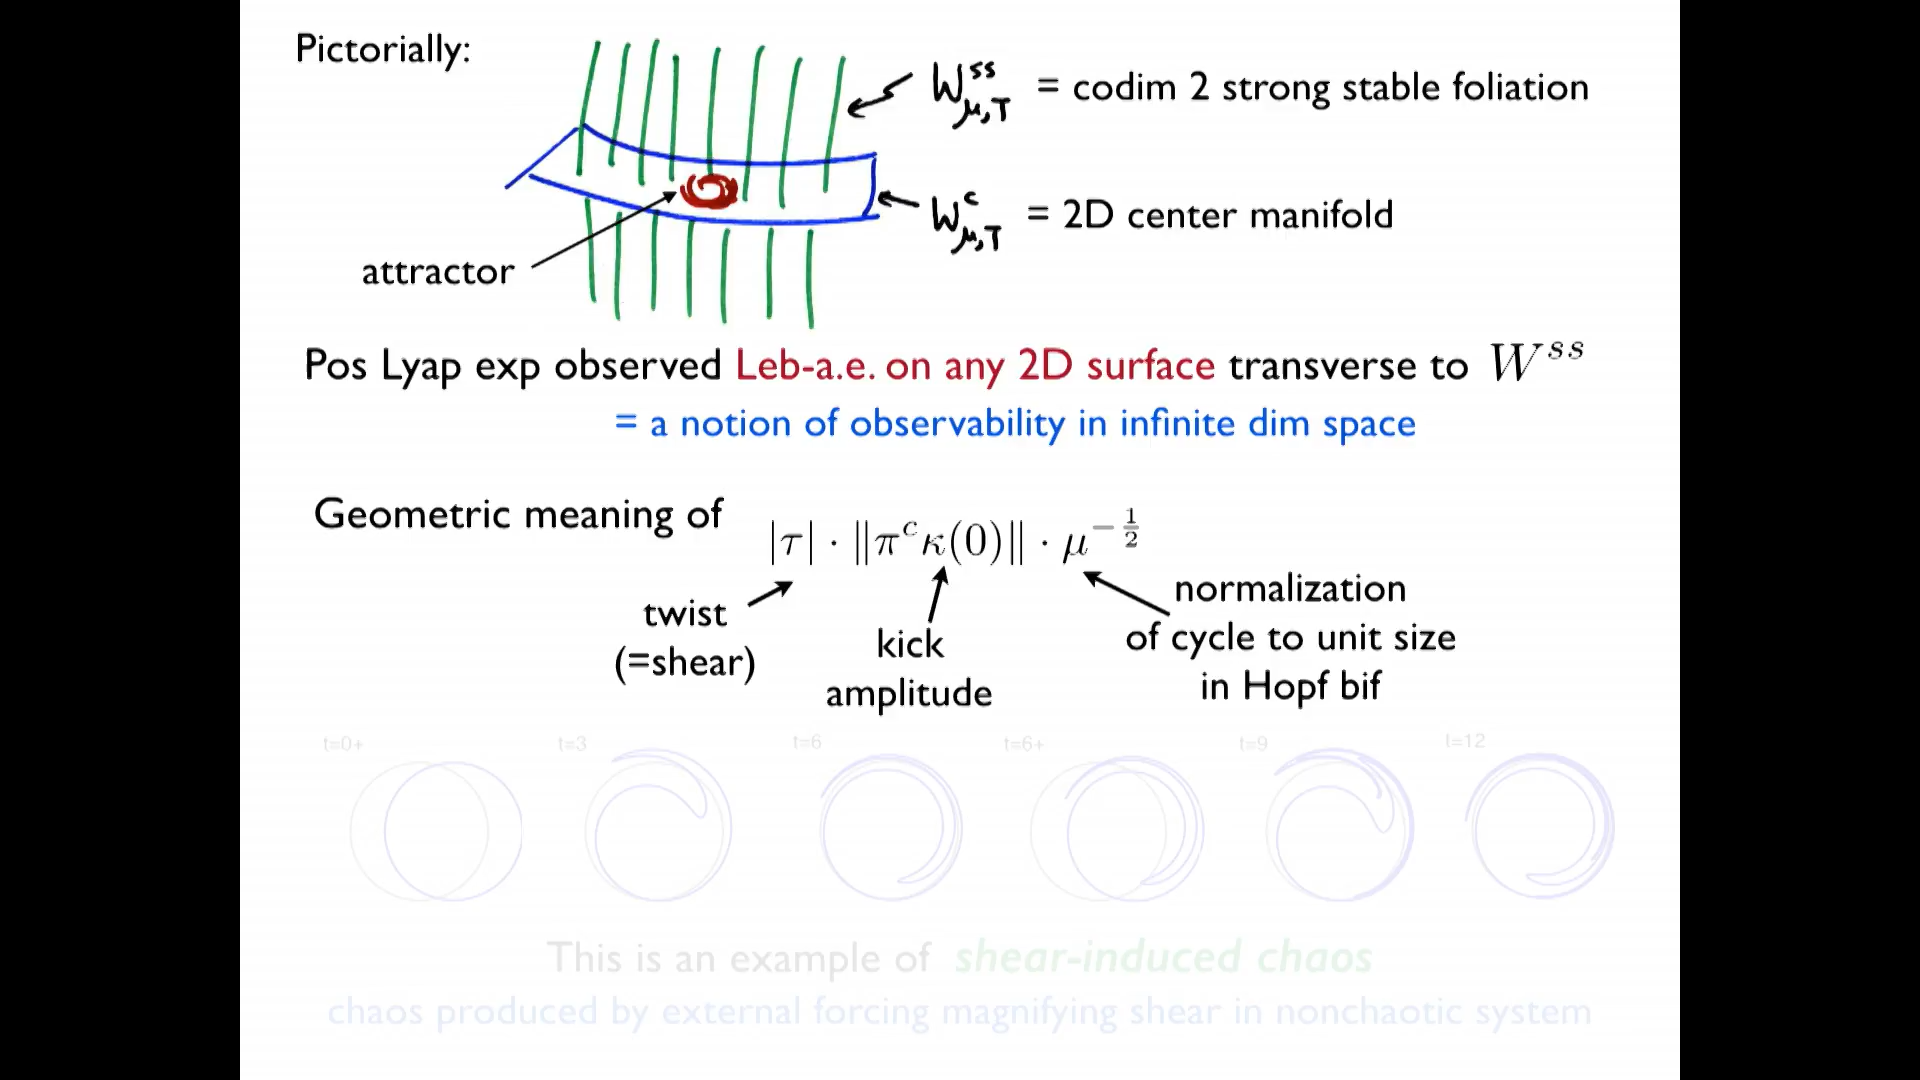 Pictorially:
W^{ss}_{μ,T} = codim 2 strong stable foliation
W^{c}_{μ,T} = 2D center manifold
attractor
Pos Lyap exp observed Leb-a.e. on any 2D surface transverse to W^{ss}
= a notion of observability in infinite dim space
Geometric meaning of |τ| · ‖π^c κ(0)‖ · μ^{-1/2}
twist
(=shear)
kick
amplitude
normalization
of cycle to unit size
in Hopf bif
t=0+ t=3 t=6 t=6+ t=9 t=12
This is an example of shear-induced chaos
chaos produced by external forcing magnifying shear in nonchaotic system